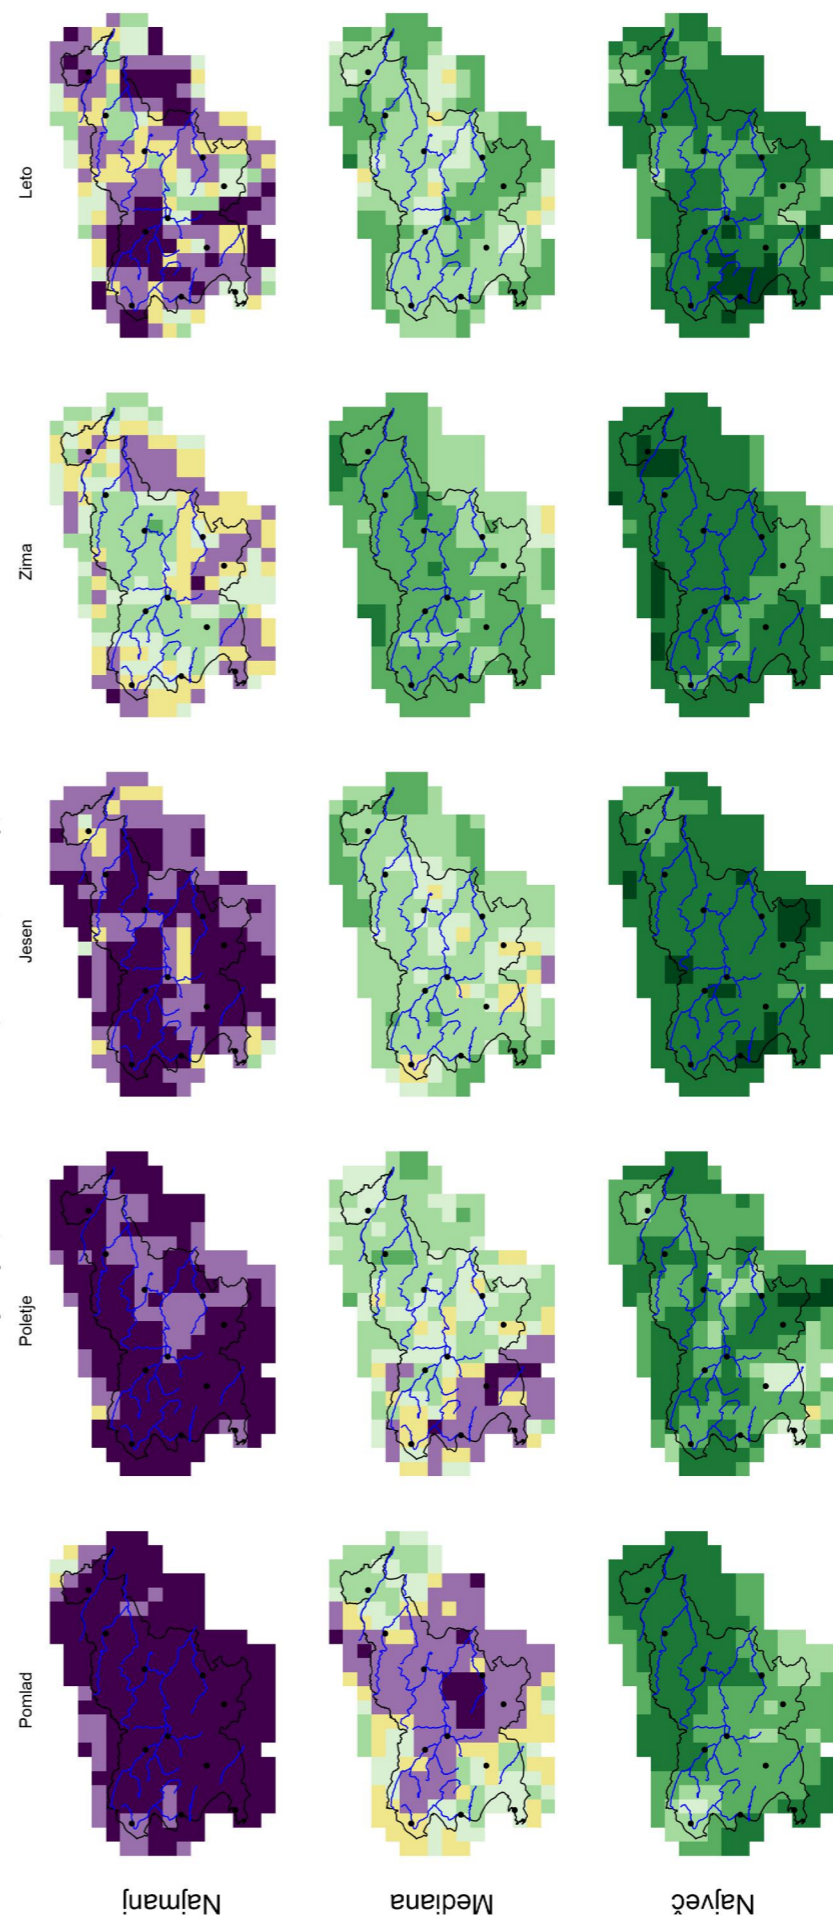 Leto
Zima
Jesen
Poletje
Pomlad
Najmanj
Mediana
Največ